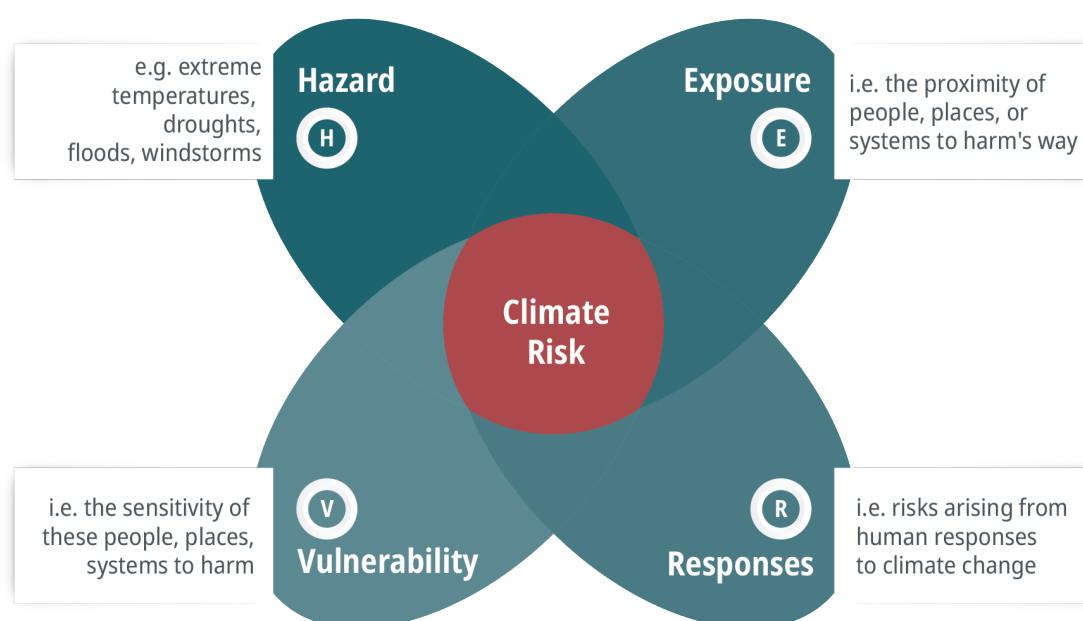 e.g. extreme
temperatures,
droughts,
floods, windstorms
Hazard
H
Exposure
E
i.e. the proximity of
people, places, or
systems to harm's way
Climate
Risk
i.e. the sensitivity of
these people, places,
systems to harm
V
Vulnerability
R
Responses
i.e. risks arising from
human responses
to climate change